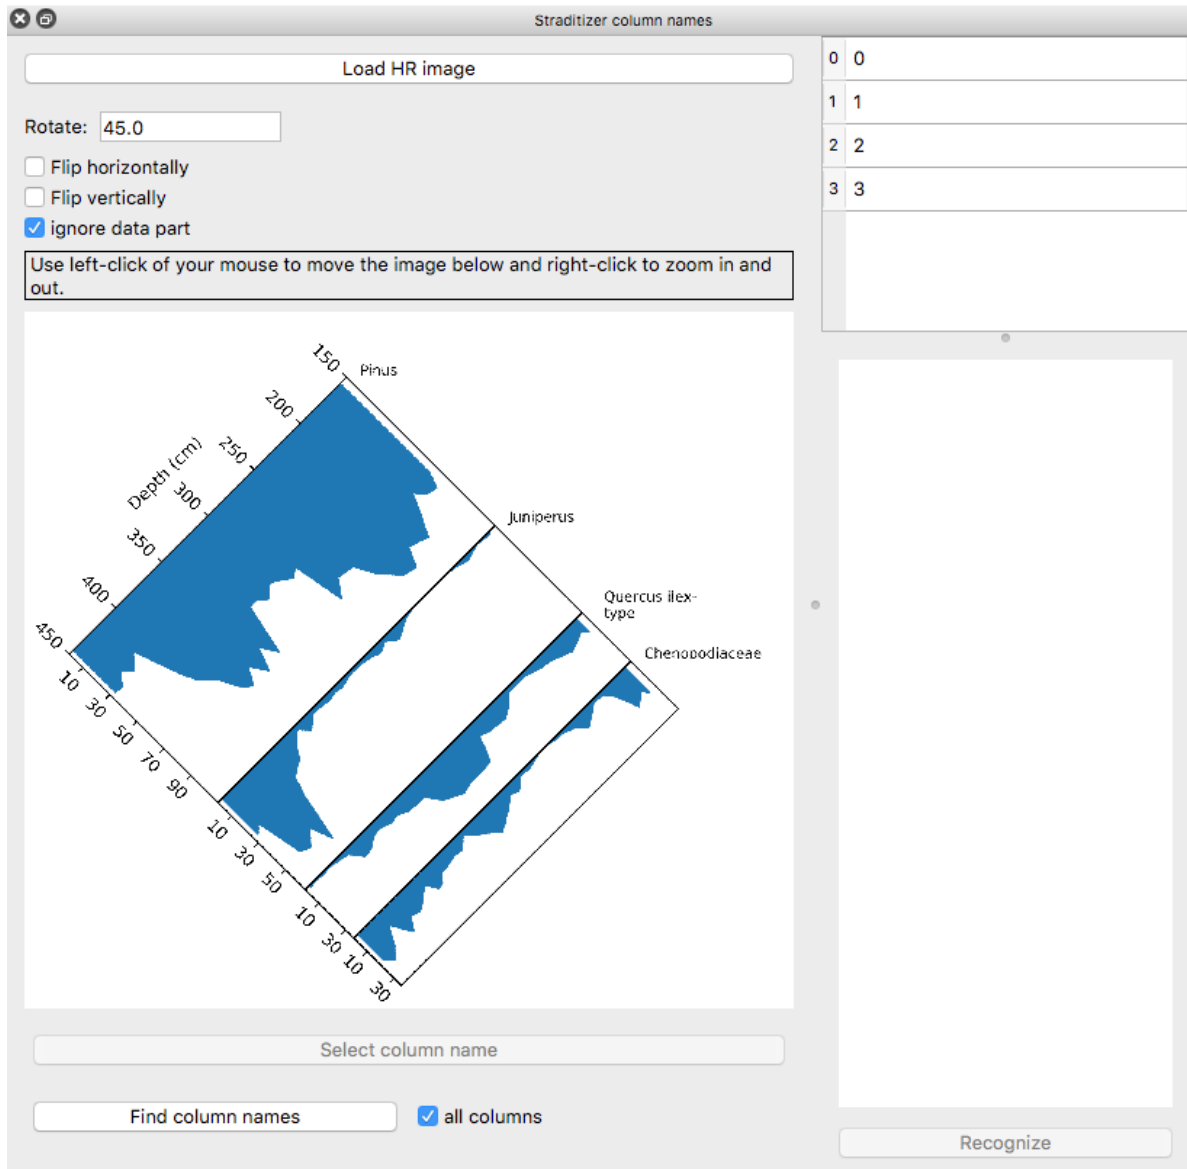 Straditizer column names
Load HR image
Rotate: 45.0
Flip horizontally
Flip vertically
ignore data part
Use left-click of your mouse to move the image below and right-click to zoom in and
out.
150
Pinus
200
250
Depth (cm)
300
350
400
450
Juniperus
Quercus ilex-
type
Chenopodiaceae
10
30
50
70
90
10
30
50
10
30
10
30
Select column name
Find column names
all columns
0 0
1 1
2 2
3 3
Recognize